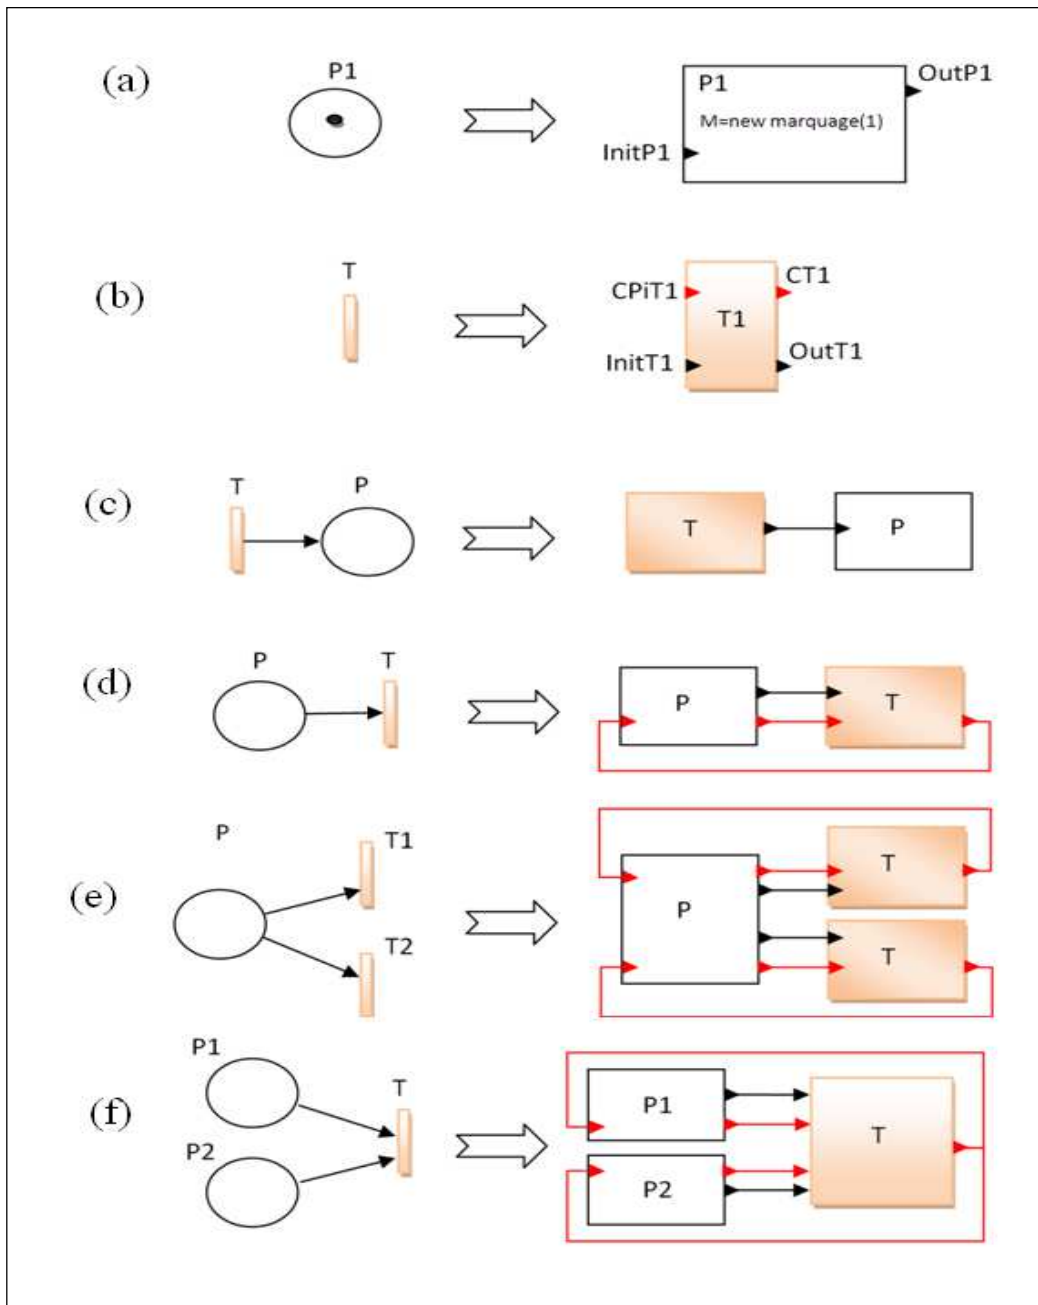 (a)
P1
P1
OutP1
M=new marquage(1)
InitP1
(b)
T
CPiT1
CT1
T1
InitT1
OutT1
(c)
T
P
T
P
(d)
P
T
P
T
(e)
P
T1
T2
P
T
T
(f)
P1
P2
T
P1
P2
T